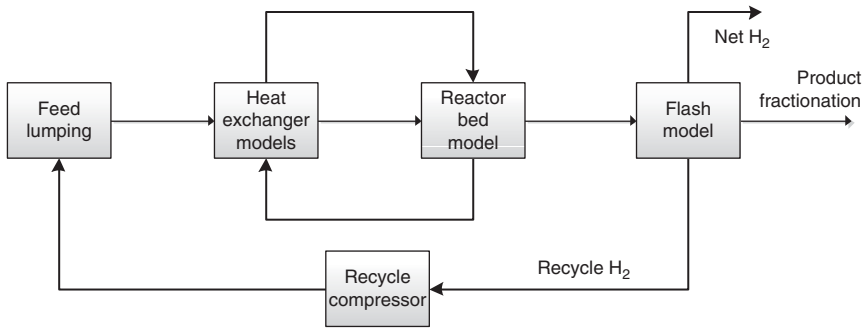 Net H₂
Product
fractionation
Feed
lumping
Heat
exchanger
models
Reactor
bed
model
Flash
model
Recycle H₂
Recycle
compressor